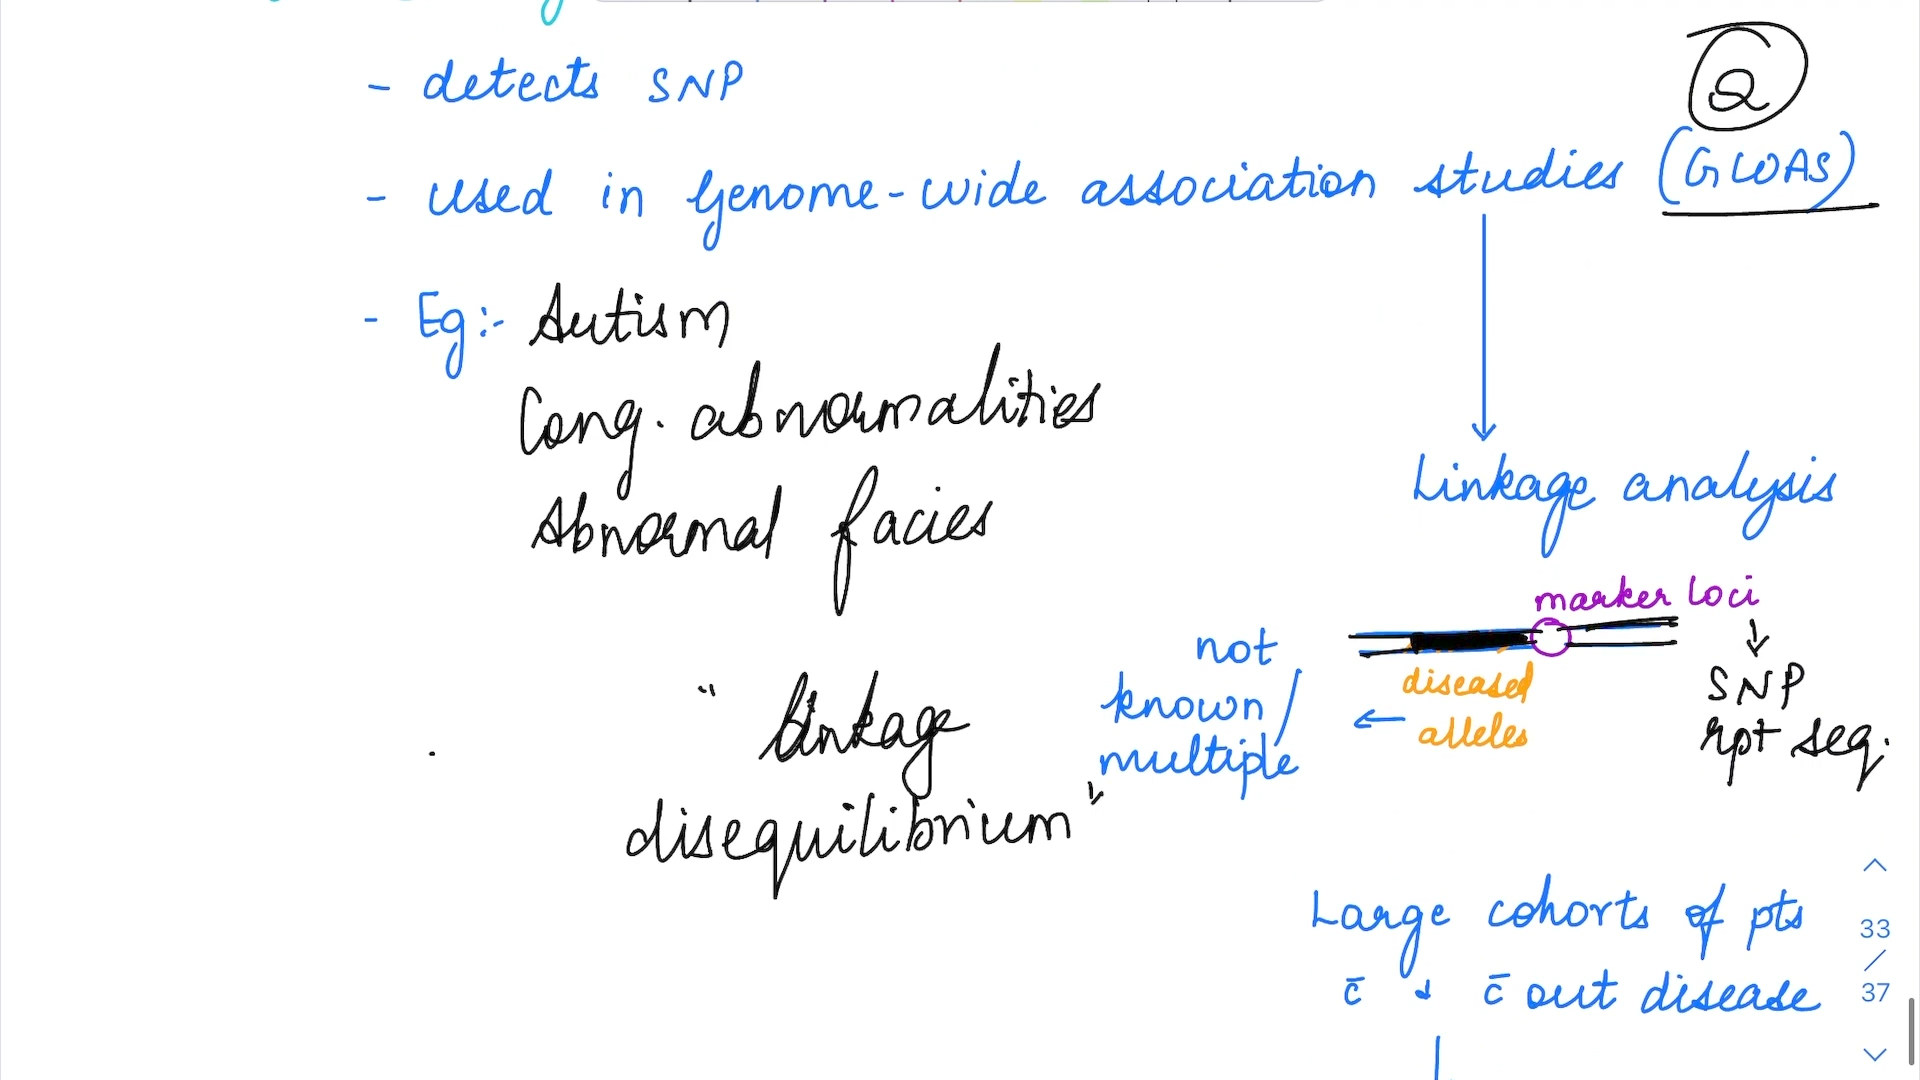 - detects SNP
Q
- used in Genome-wide association studies (GWAS)
- Eg:- Autism
Cong. abnormalities
Abnormal facies
Linkage analysis
marker loci
SNP
rpt seq.
diseased
alleles
not
known/
multiple
"Linkage
disequilibrium"
Large cohorts of pts
c̄ & c̄out disease
33
/
37